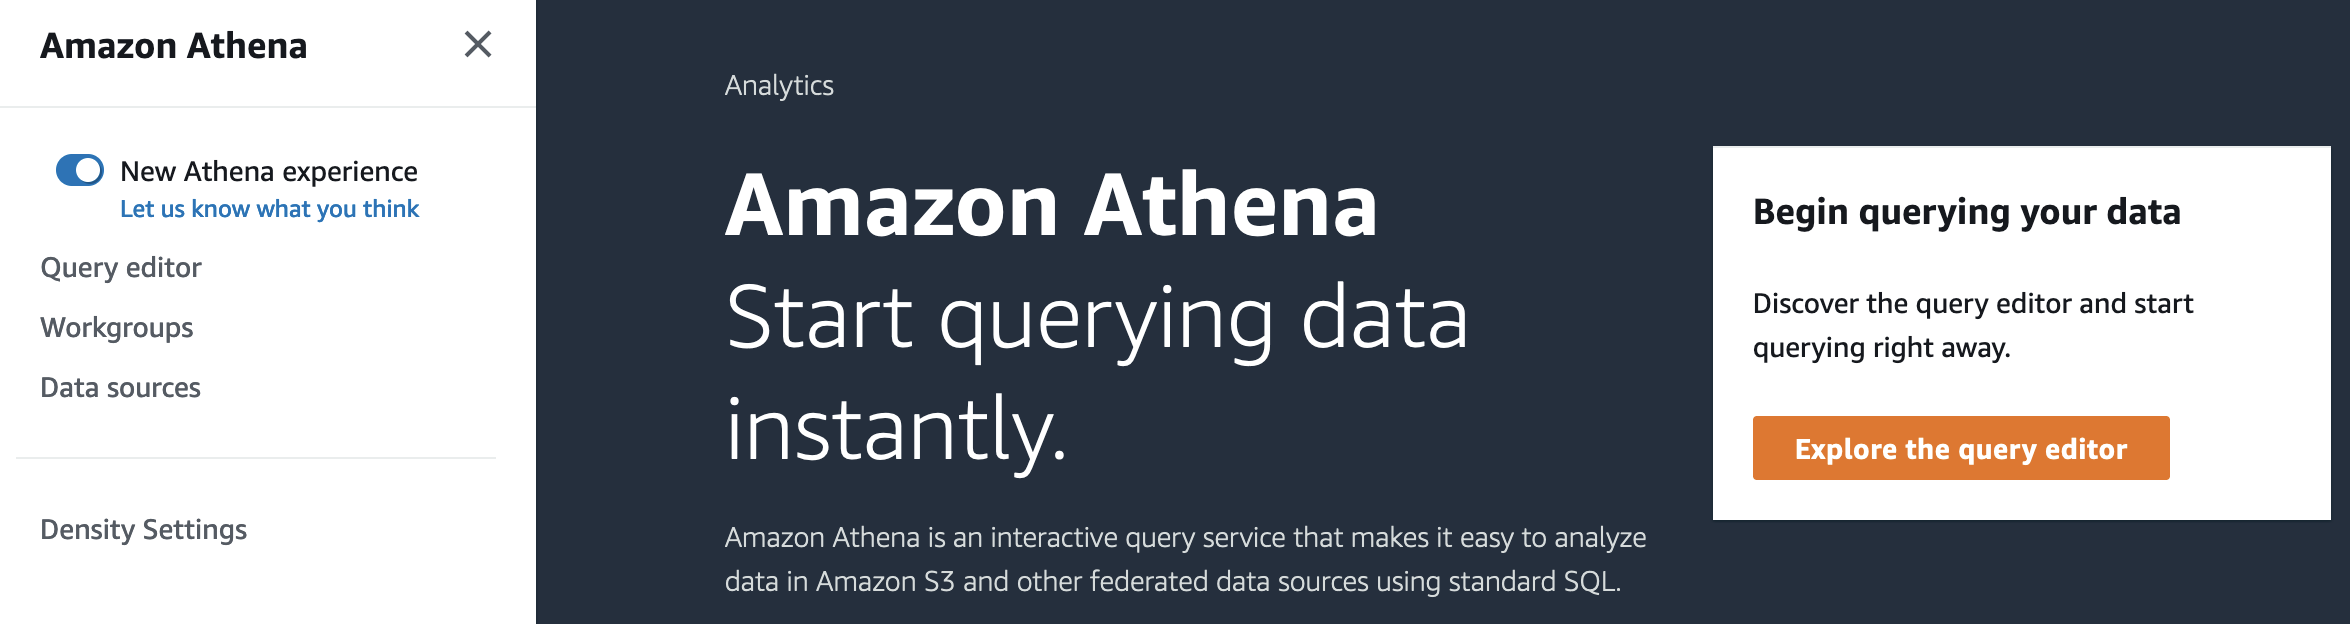 Amazon Athena
New Athena experience
Let us know what you think
Query editor
Workgroups
Data sources
Density Settings
Analytics
Amazon Athena
Start querying data
instantly.
Amazon Athena is an interactive query service that makes it easy to analyze
data in Amazon S3 and other federated data sources using standard SQL.
Begin querying your data
Discover the query editor and start
querying right away.
Explore the query editor